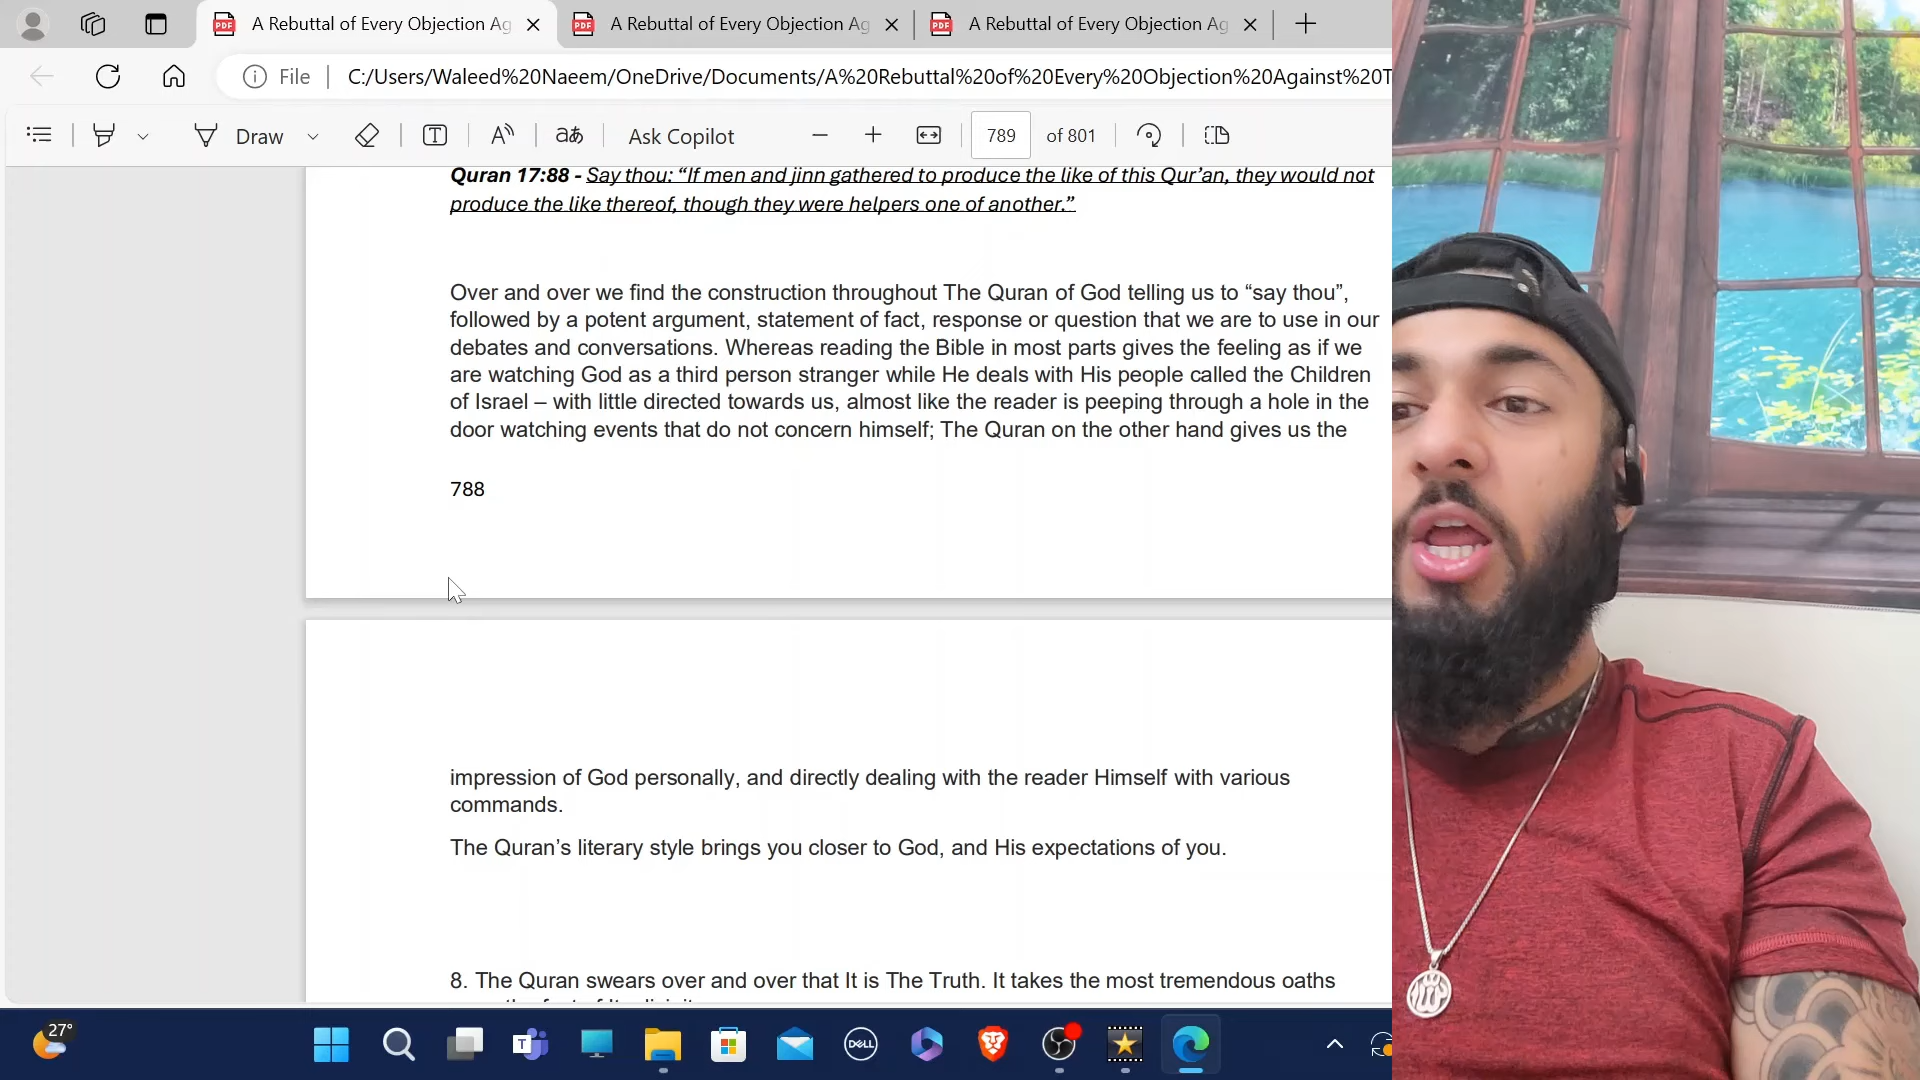 A Rebuttal of Every Objection Ag
A Rebuttal of Every Objection Ag
A Rebuttal of Every Objection Ag
File
C:/Users/Waleed%20Naeem/OneDrive/Documents/A%20Rebuttal%20of%20Every%20Objection%20Against%20T
Draw
Ask Copilot
789 of 801
Quran 17:88 - Say thou: “If men and jinn gathered to produce the like of this Qur’an, they would not
produce the like thereof, though they were helpers one of another.”
Over and over we find the construction throughout The Quran of God telling us to “say thou”,
followed by a potent argument, statement of fact, response or question that we are to use in our
debates and conversations. Whereas reading the Bible in most parts gives the feeling as if we
are watching God as a third person stranger while He deals with His people called the Children
of Israel – with little directed towards us, almost like the reader is peeping through a hole in the
door watching events that do not concern himself; The Quran on the other hand gives us the
788
impression of God personally, and directly dealing with the reader Himself with various
commands.
The Quran’s literary style brings you closer to God, and His expectations of you.
8. The Quran swears over and over that It is The Truth. It takes the most tremendous oaths
27°
DELL